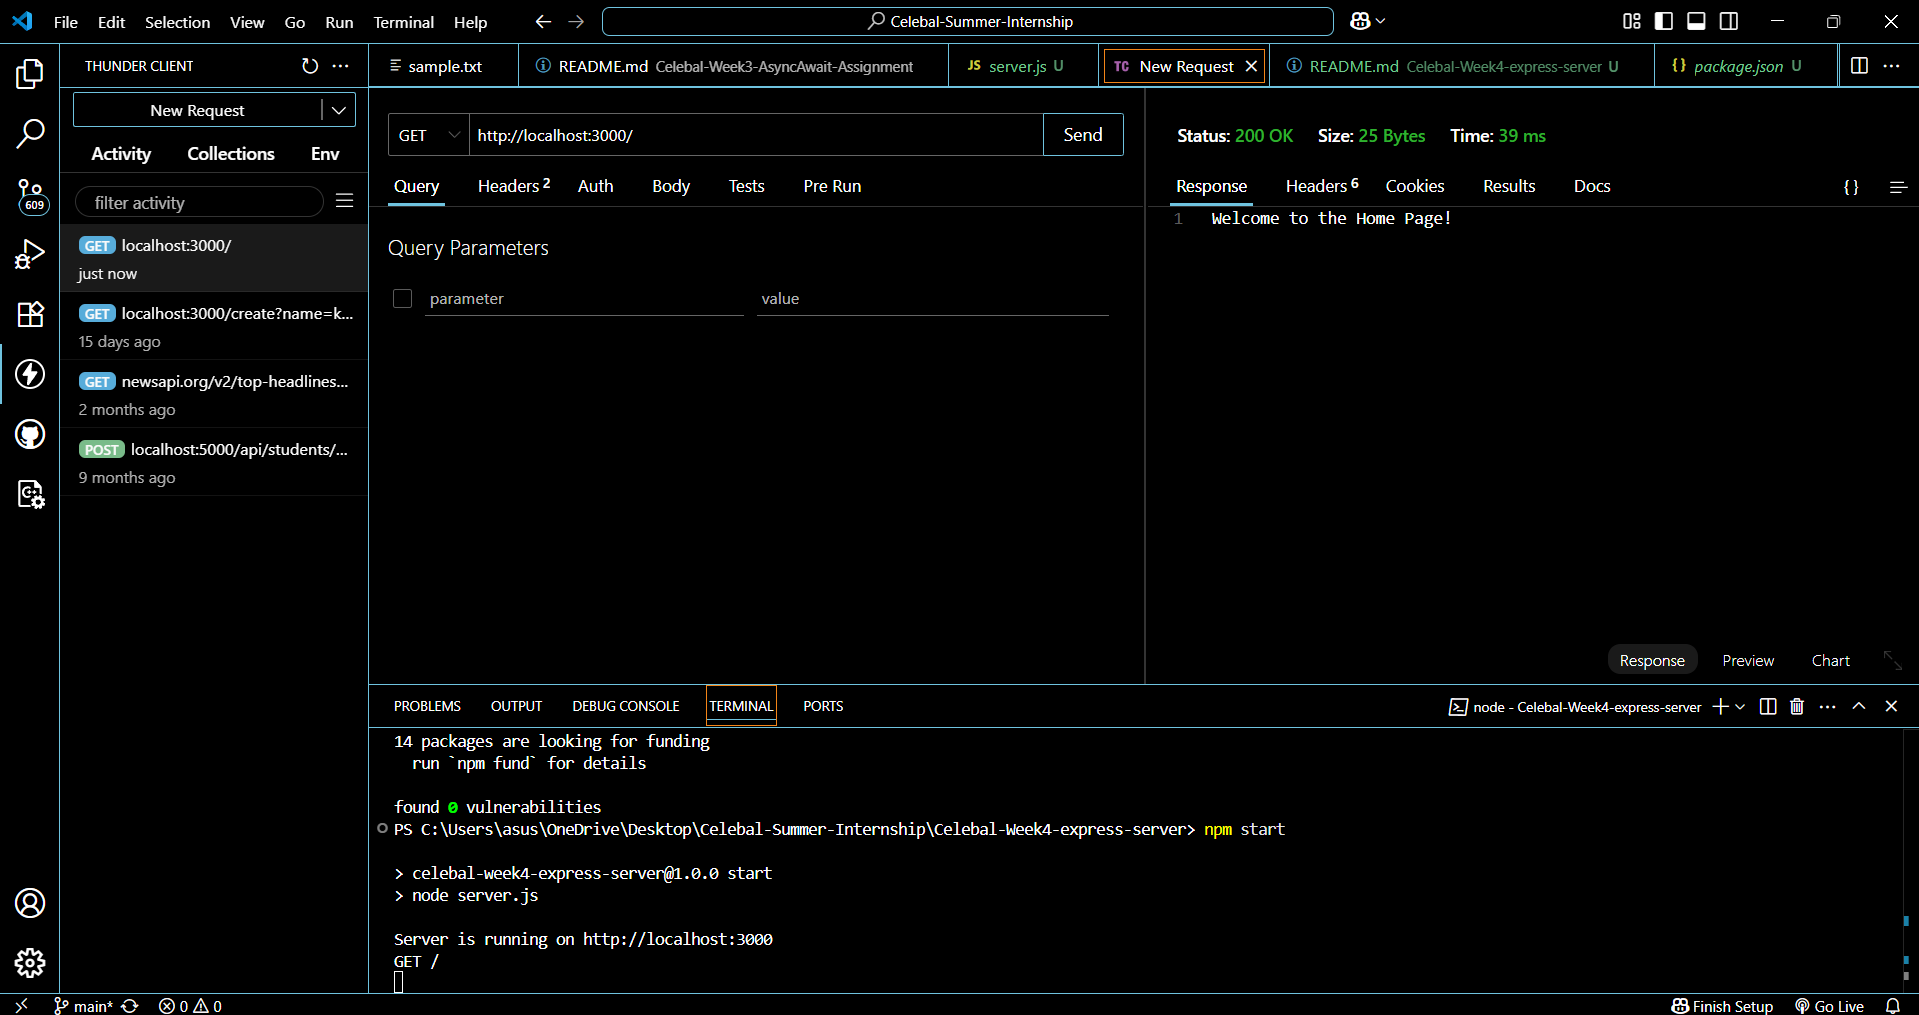 File Edit Selection View Go Run Terminal Help
Celebal-Summer-Internship
THUNDER CLIENT
sample.txt
README.md Celebal-Week3-AsyncAwait-Assignment
JS server.js U
TC New Request
README.md Celebal-Week4-express-server U
{} package.json U
New Request
Activity Collections Env
filter activity
609
GET localhost:3000/
just now
GET localhost:3000/create?name=k...
15 days ago
GET newsapi.org/v2/top-headlines...
2 months ago
POST localhost:5000/api/students/...
9 months ago
GET http://localhost:3000/ Send
Query Headers 2 Auth Body Tests Pre Run
Query Parameters
parameter value
Status: 200 OK Size: 25 Bytes Time: 39 ms
Response Headers 6 Cookies Results Docs {}
1 Welcome to the Home Page!
Response Preview Chart
PROBLEMS OUTPUT DEBUG CONSOLE TERMINAL PORTS
node - Celebal-Week4-express-server
14 packages are looking for funding
run `npm fund` for details
found 0 vulnerabilities
PS C:\Users\asus\OneDrive\Desktop\Celebal-Summer-Internship\Celebal-Week4-express-server> npm start
> celebal-week4-express-server@1.0.0 start
> node server.js
Server is running on http://localhost:3000
GET /
main* 0 0
Finish Setup Go Live